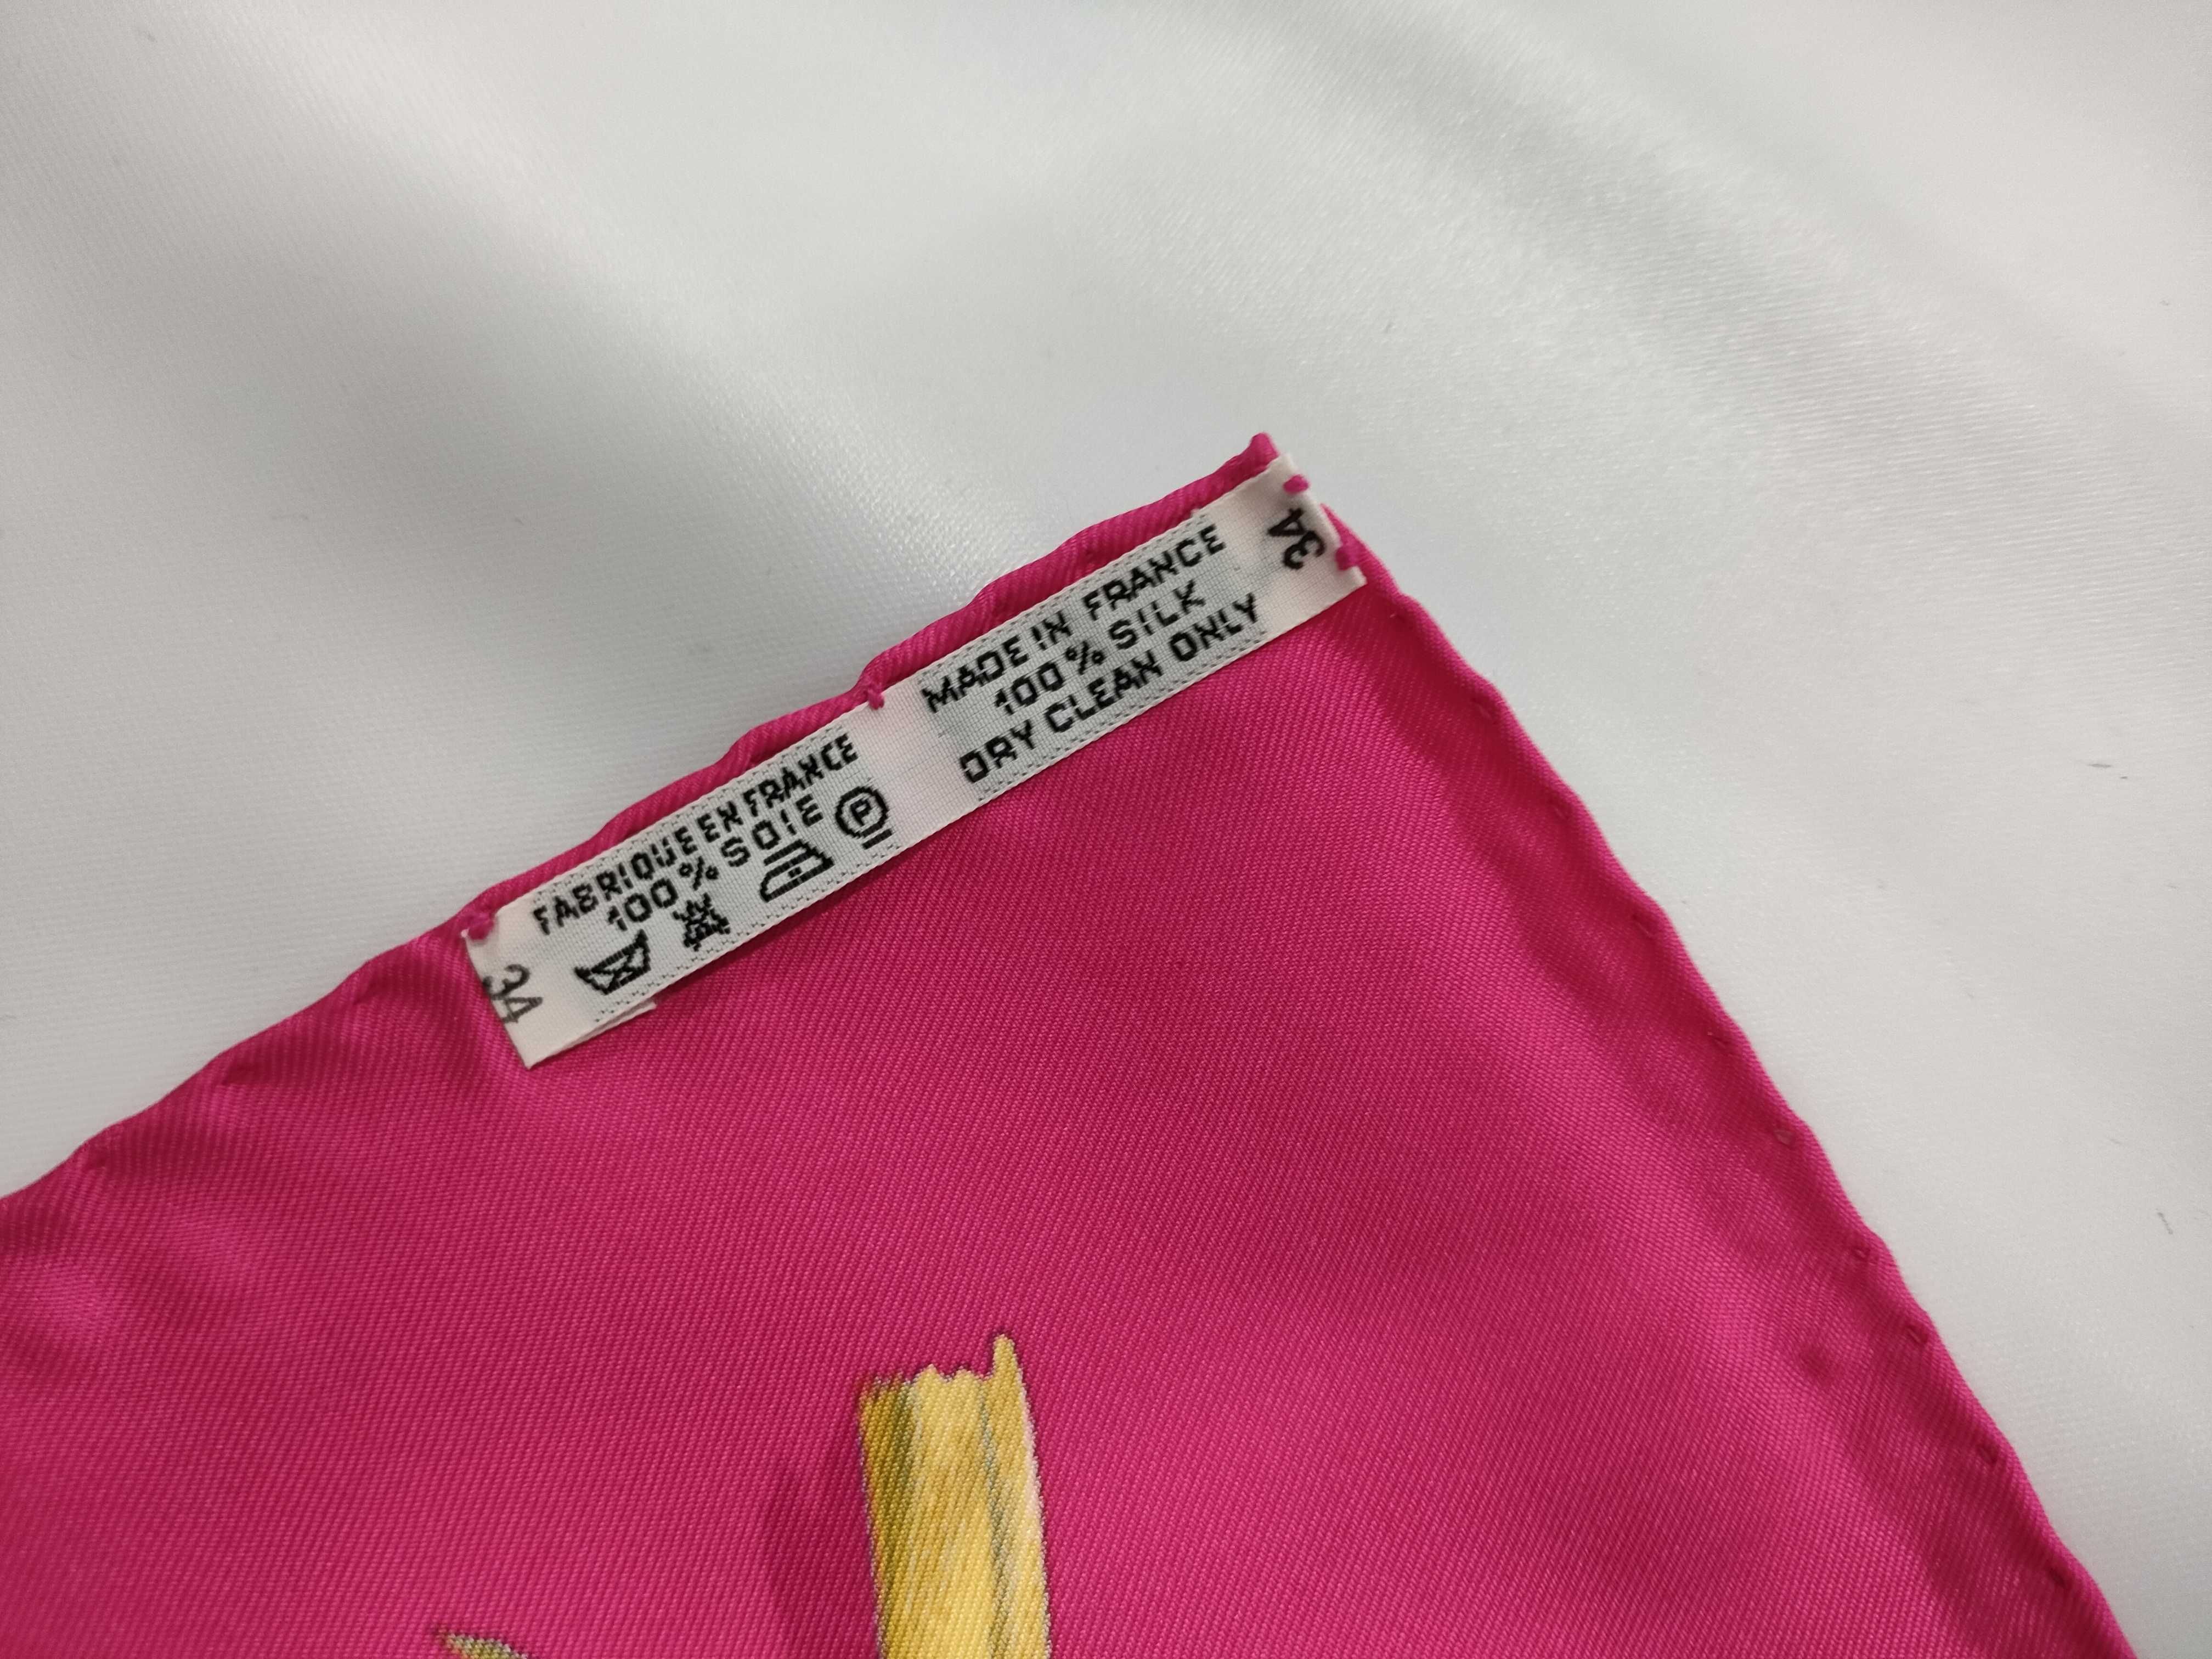 34
FABRIQUE EN FRANCE
100% SOIE
P
MADE IN FRANCE
100% SILK
DRY CLEAN ONLY
34